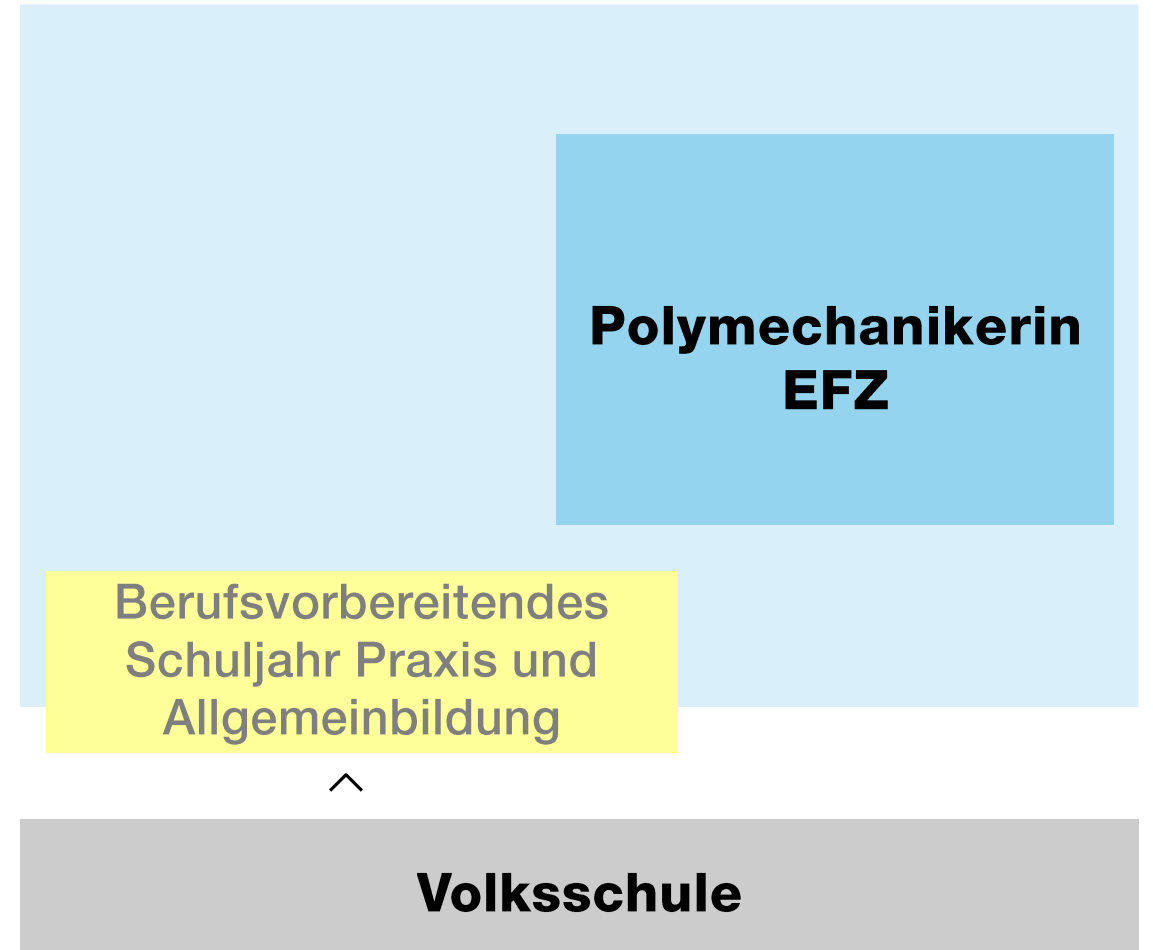 Polymechanikerin
EFZ
Berufsvorbereitendes
Schuljahr Praxis und
Allgemeinbildung
Volksschule